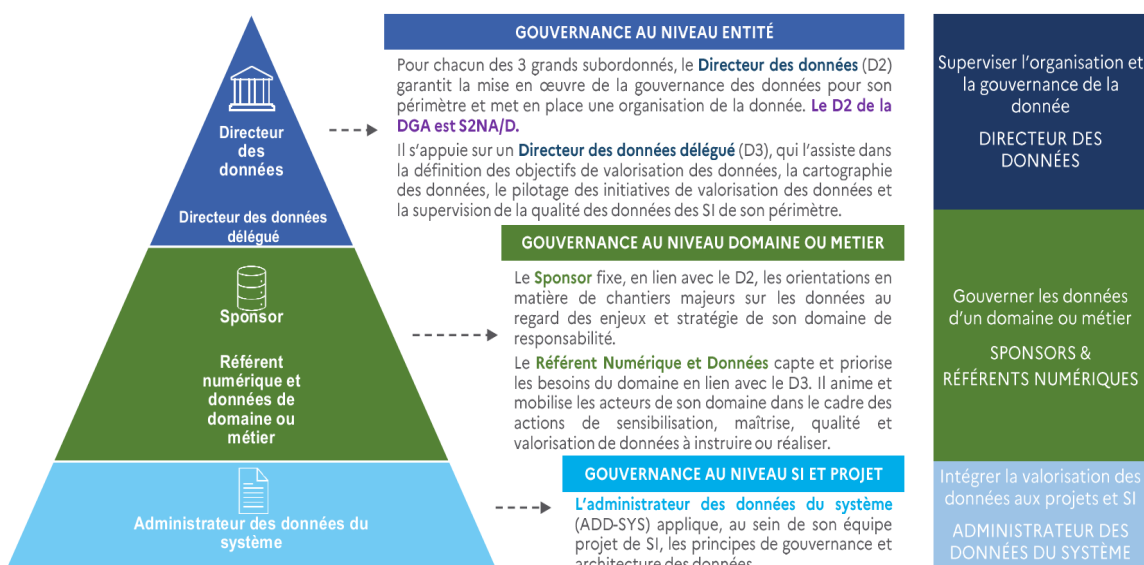 Directeur
des
données
Directeur des données
délégué
Sponsor
Référent
numérique et
données de
domaine ou
métier
Administrateur des données du
système
GOUVERNANCE AU NIVEAU ENTITÉ
Pour chacun des 3 grands subordonnés, le Directeur des données (D2)
garantit la mise en œuvre de la gouvernance des données pour son
périmètre et met en place une organisation de la donnée. Le D2 de la
DGA est S2NA/D.
Il s'appuie sur un Directeur des données délégué (D3), qui l'assiste dans
la définition des objectifs de valorisation des données, la cartographie
des données, le pilotage des initiatives de valorisation des données et
la supervision de la qualité des données des SI de son périmètre.
GOUVERNANCE AU NIVEAU DOMAINE OU METIER
Le Sponsor fixe, en lien avec le D2, les orientations en
matière de chantiers majeurs sur les données au
regard des enjeux et stratégie de son domaine de
responsabilité.
Le Référent Numérique et Données capte et priorise
les besoins du domaine en lien avec le D3. Il anime et
mobilise les acteurs de son domaine dans le cadre des
actions de sensibilisation, maîtrise, qualité et
valorisation de données à instruire ou réaliser.
GOUVERNANCE AU NIVEAU SI ET PROJET
L'administrateur des données du système
(ADD-SYS) applique, au sein de son équipe
projet de SI, les principes de gouvernance et
architecture des données
Superviser l'organisation et
la gouvernance de la
donnée
DIRECTEUR DES
DONNÉES
Gouverner les données
d'un domaine ou métier
SPONSORS &
RÉFÉRENTS NUMÉRIQUES
Intégrer la valorisation des
données aux projets et SI
ADMINISTRATEUR DES
DONNÉES DU SYSTÈME